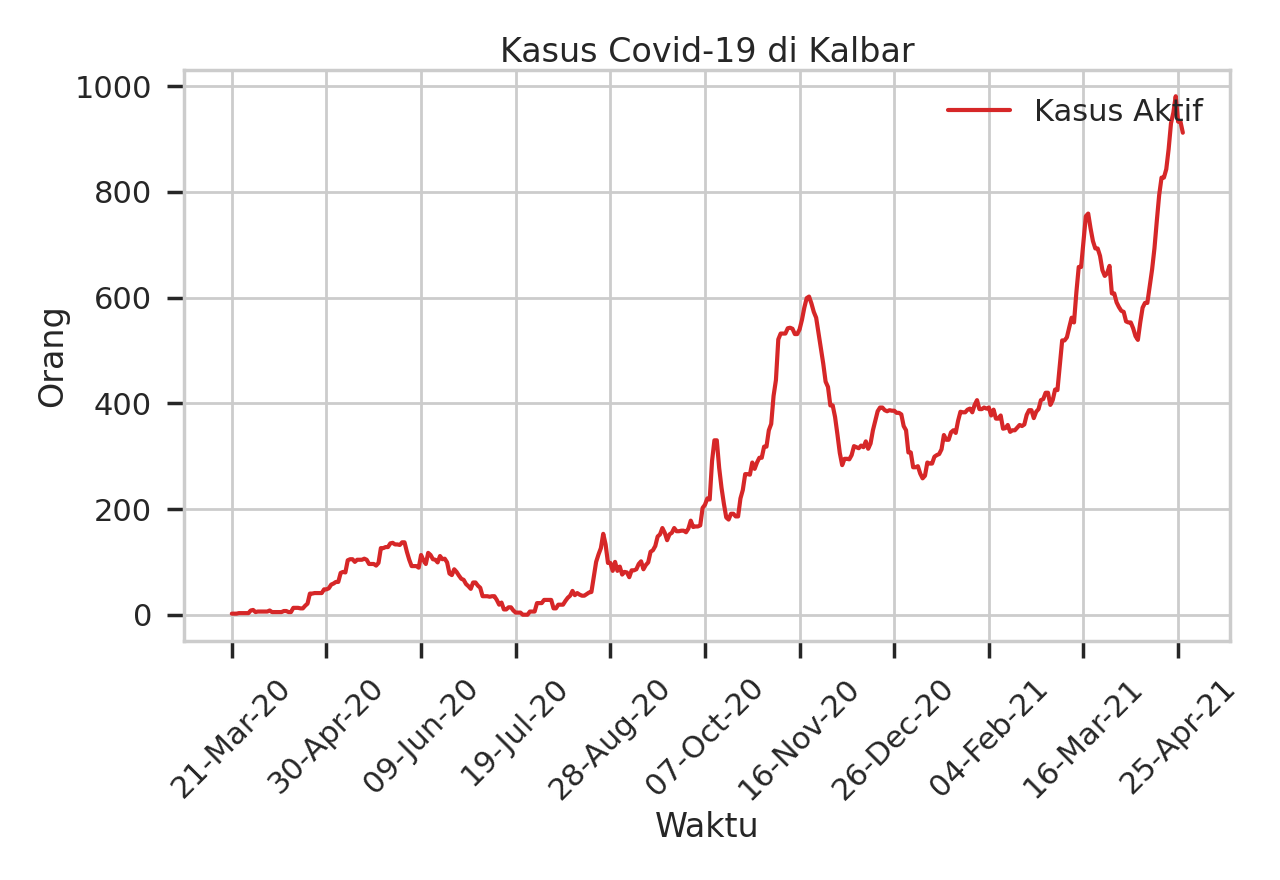 Kasus Covid-19 di Kalbar
Kasus Aktif
1000
800
600
400
200
0
Orang
21-Mar-20
30-Apr-20
09-Jun-20
19-Jul-20
28-Aug-20
07-Oct-20
16-Nov-20
26-Dec-20
04-Feb-21
16-Mar-21
25-Apr-21
Waktu